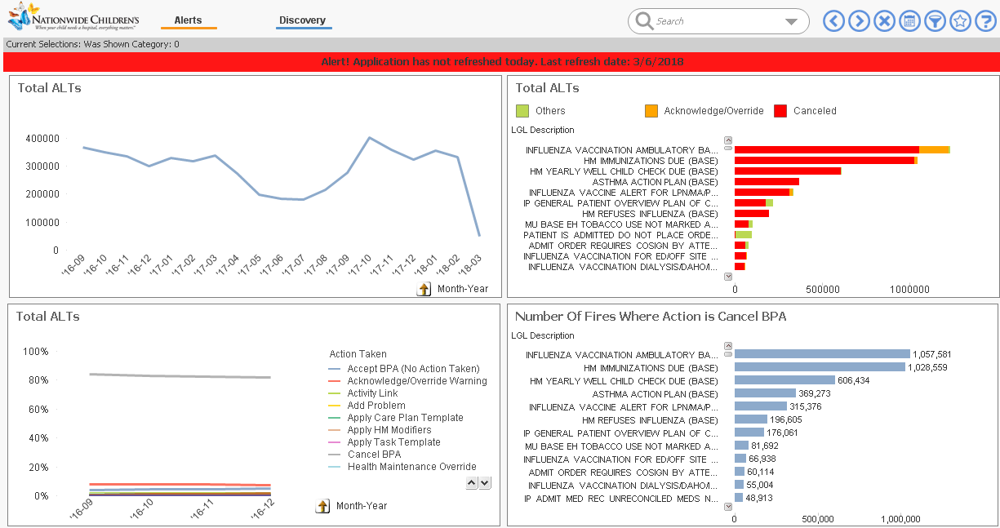 NATIONWIDE CHILDREN'S
When your child needs a hospital, everything matters.™
Alerts
Discovery
Search
Current Selections: Was Shown Category: 0
Alert! Application has not refreshed today. Last refresh date: 3/6/2018
Total ALTs
400000
300000
200000
100000
0
'16-09
'16-10
'16-11
'16-12
'17-01
'17-02
'17-03
'17-04
'17-05
'17-06
'17-07
'17-08
'17-09
'17-10
'17-11
'17-12
'18-01
'18-02
'18-03
Month-Year
Total ALTs
Others
Acknowledge/Override
Canceled
LGL Description
INFLUENZA VACCINATION AMBULATORY BA...
HM IMMUNIZATIONS DUE (BASE)
HM YEARLY WELL CHILD CHECK DUE (BASE)
ASTHMA ACTION PLAN (BASE)
INFLUENZA VACCINE ALERT FOR LPN/MA/P...
IP GENERAL PATIENT OVERVIEW PLAN OF C...
HM REFUSES INFLUENZA (BASE)
MU BASE EH TOBACCO USE NOT MARKED A...
PATIENT IS ADMITTED DO NOT PLACE ORDE...
ADMIT ORDER REQUIRES COSIGN BY ATTE...
INFLUENZA VACCINATION FOR ED/OFF SITE ...
INFLUENZA VACCINATION DIALYSIS/DAHO/I...
0
500000
1000000
Total ALTs
100%
80%
60%
40%
20%
0%
'16-09
'16-10
'16-11
'16-12
Action Taken
Accept BPA (No Action Taken)
Acknowledge/Override Warning
Activity Link
Add Problem
Apply Care Plan Template
Apply HM Modifiers
Apply Task Template
Cancel BPA
Health Maintenance Override
Month-Year
Number Of Fires Where Action is Cancel BPA
LGL Description
INFLUENZA VACCINATION AMBULATORY BA... 1,057,581
HM IMMUNIZATIONS DUE (BASE) 1,028,559
HM YEARLY WELL CHILD CHECK DUE (BASE) 606,434
ASTHMA ACTION PLAN (BASE) 369,273
INFLUENZA VACCINE ALERT FOR LPN/MA/P... 315,376
HM REFUSES INFLUENZA (BASE) 196,605
IP GENERAL PATIENT OVERVIEW PLAN OF C... 176,061
MU BASE EH TOBACCO USE NOT MARKED A... 81,692
INFLUENZA VACCINATION FOR ED/OFF SITE ... 66,938
ADMIT ORDER REQUIRES COSIGN BY ATTE... 60,114
INFLUENZA VACCINATION DIALYSIS/DAHO/I... 55,004
IP ADMIT MED REC UNRECONCILED MEDS N... 48,913
0
500,000
1,000,000